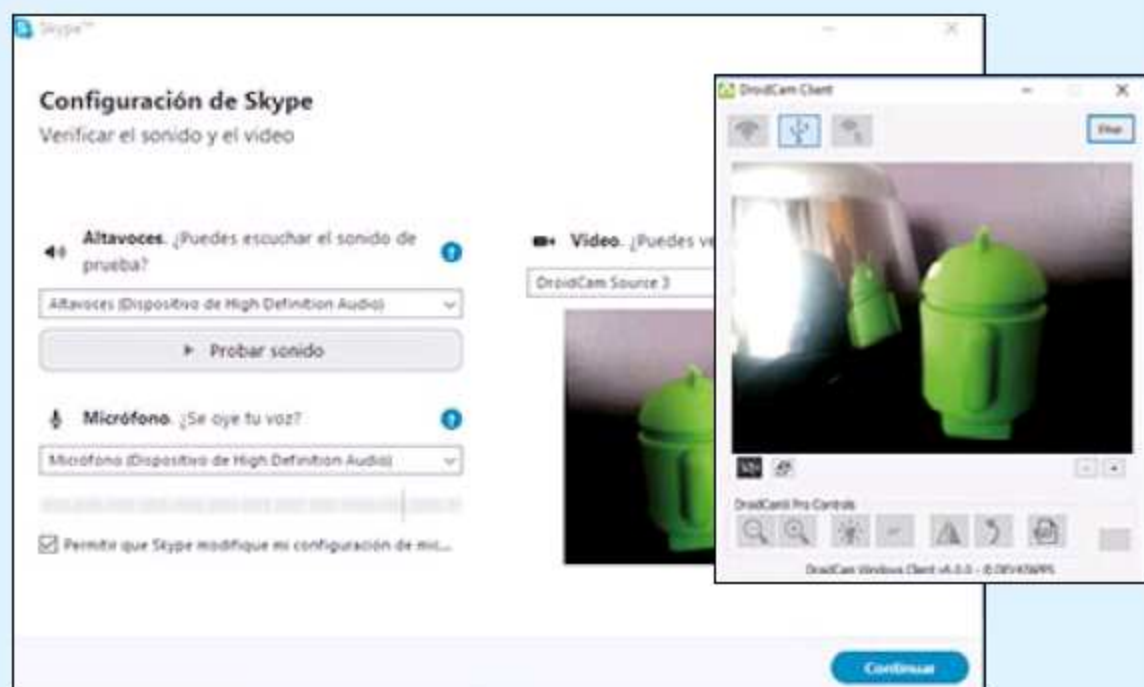 Skype™
Configuración de Skype
Verificar el sonido y el video
Altavoces. ¿Puedes escuchar el sonido de
prueba?
Altavoces (Dispositivo de High Definition Audio)
Probar sonido
Micrófono. ¿Se oye tu voz?
Micrófono (Dispositivo de High Definition Audio)
Permitir que Skype modifique mi configuración de mic...
Video. ¿Puedes ve
DroidCam Source 3
Continuar
DroidCam Client
Stop
DroidCamX Pro Controls
DroidCam Windows Client v6.0.0 - © DEV47APPS